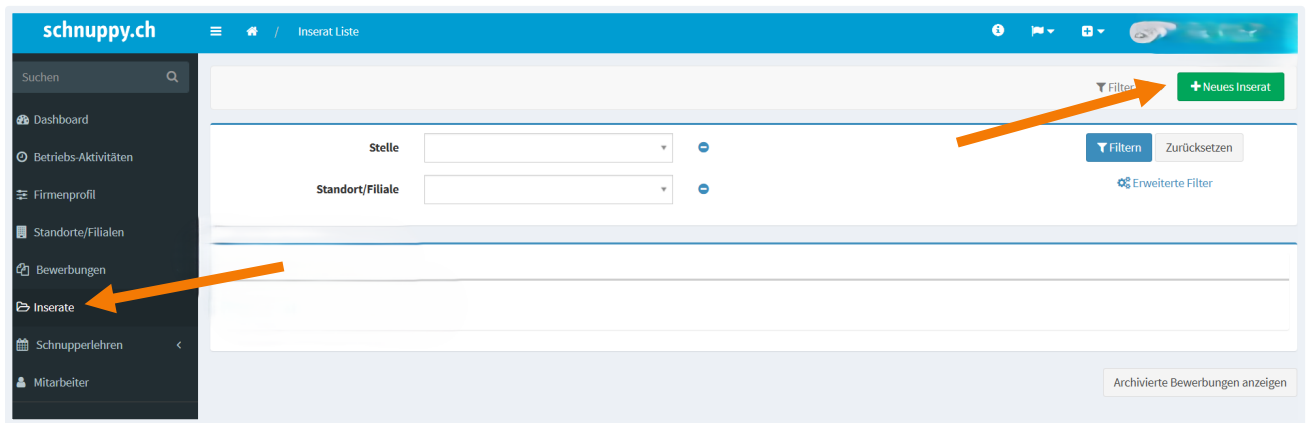 schnuppy.ch
/ Inserat Liste
Suchen
Filter
Neues Inserat
Dashboard
Betriebs-Aktivitäten
Firmenprofil
Standorte/Filialen
Bewerbungen
Inserate
Schnupperlehren
Mitarbeiter
Stelle
Filtern
Zurücksetzen
Standort/Filiale
Erweiterte Filter
Archivierte Bewerbungen anzeigen